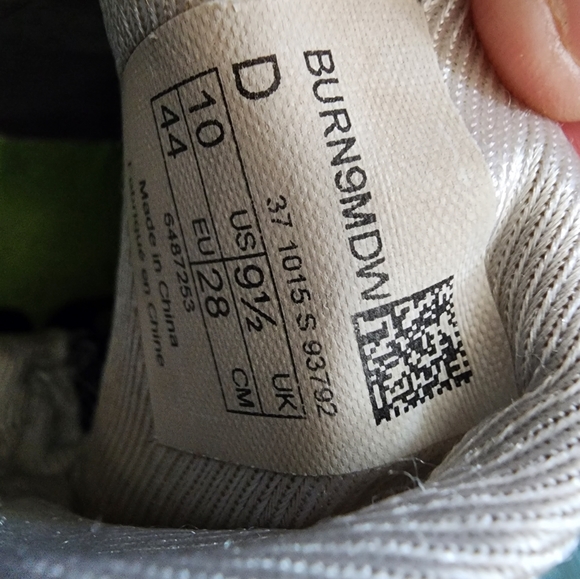 BURN9MDW
37 1015 S 93792
D
10 US 9½ UK
44 EU 28 CM
6487253
Made in China
Fabriqué en Chine